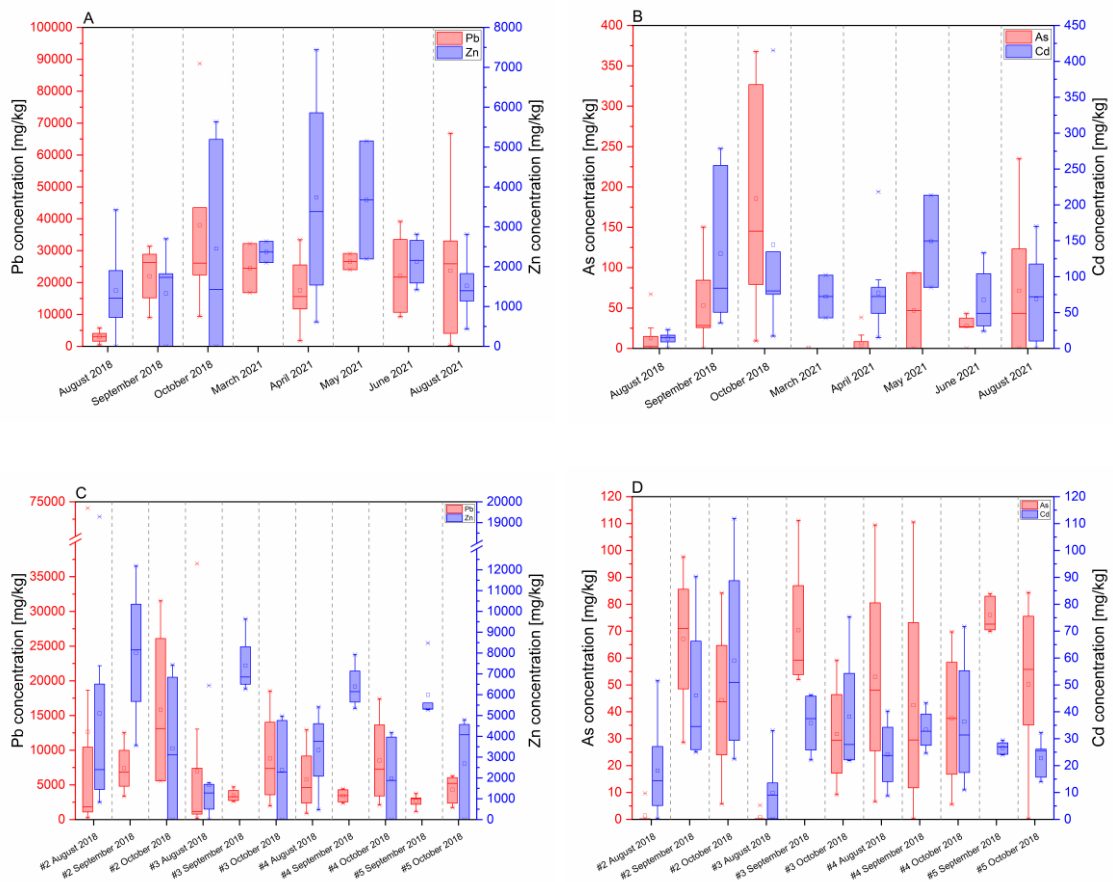 A
Pb
Zn
100000
90000
80000
70000
60000
50000
40000
30000
20000
10000
0
Pb concentration [mg/kg]
8000
7000
6000
5000
4000
3000
2000
1000
0
Zn concentration [mg/kg]
August 2018
September 2018
October 2018
March 2021
April 2021
May 2021
June 2021
August 2021
B
As
Cd
400
350
300
250
200
150
100
50
0
As concentration [mg/kg]
450
400
350
300
250
200
150
100
50
0
Cd concentration [mg/kg]
August 2018
September 2018
October 2018
March 2021
April 2021
May 2021
June 2021
August 2021
C
Pb
Zn
75000
35000
30000
25000
20000
15000
10000
5000
0
Pb concentration [mg/kg]
20000
19000
12000
11000
10000
9000
8000
7000
6000
5000
4000
3000
2000
1000
0
Zn concentration [mg/kg]
#2 August 2018
#2 September 2018
#2 October 2018
#3 August 2018
#3 September 2018
#3 October 2018
#4 August 2018
#4 September 2018
#4 October 2018
#5 September 2018
#5 October 2018
D
As
Cd
120
110
100
90
80
70
60
50
40
30
20
10
0
As concentration [mg/kg]
120
110
100
90
80
70
60
50
40
30
20
10
0
Cd concentration [mg/kg]
#2 August 2018
#2 September 2018
#2 October 2018
#3 August 2018
#3 September 2018
#3 October 2018
#4 August 2018
#4 September 2018
#4 October 2018
#5 September 2018
#5 October 2018